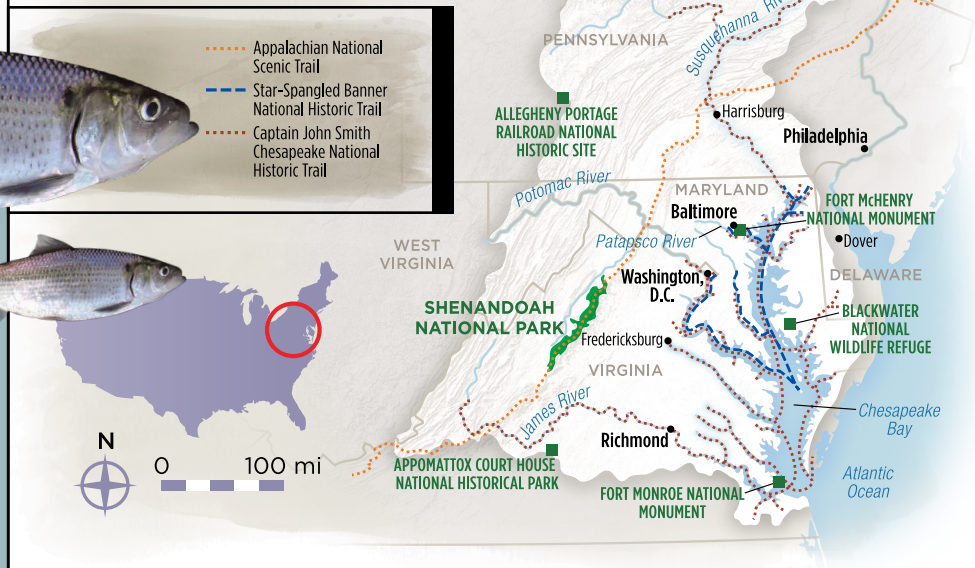 Appalachian National
Scenic Trail
Star-Spangled Banner
National Historic Trail
Captain John Smith
Chesapeake National
Historic Trail
PENNSYLVANIA
Susquehanna
ALLEGHENY PORTAGE
RAILROAD NATIONAL
HISTORIC SITE
Harrisburg
Philadelphia
Potomac River
MARYLAND
Baltimore
FORT McHENRY
NATIONAL MONUMENT
Patapsco River
Dover
WEST
VIRGINIA
Washington,
D.C.
DELAWARE
SHENANDOAH
NATIONAL PARK
BLACKWATER
NATIONAL
WILDLIFE REFUGE
Fredericksburg
VIRGINIA
James River
Chesapeake
Bay
Richmond
N
0 100 mi
APPOMATTOX COURT HOUSE
NATIONAL HISTORICAL PARK
FORT MONROE NATIONAL
MONUMENT
Atlantic
Ocean